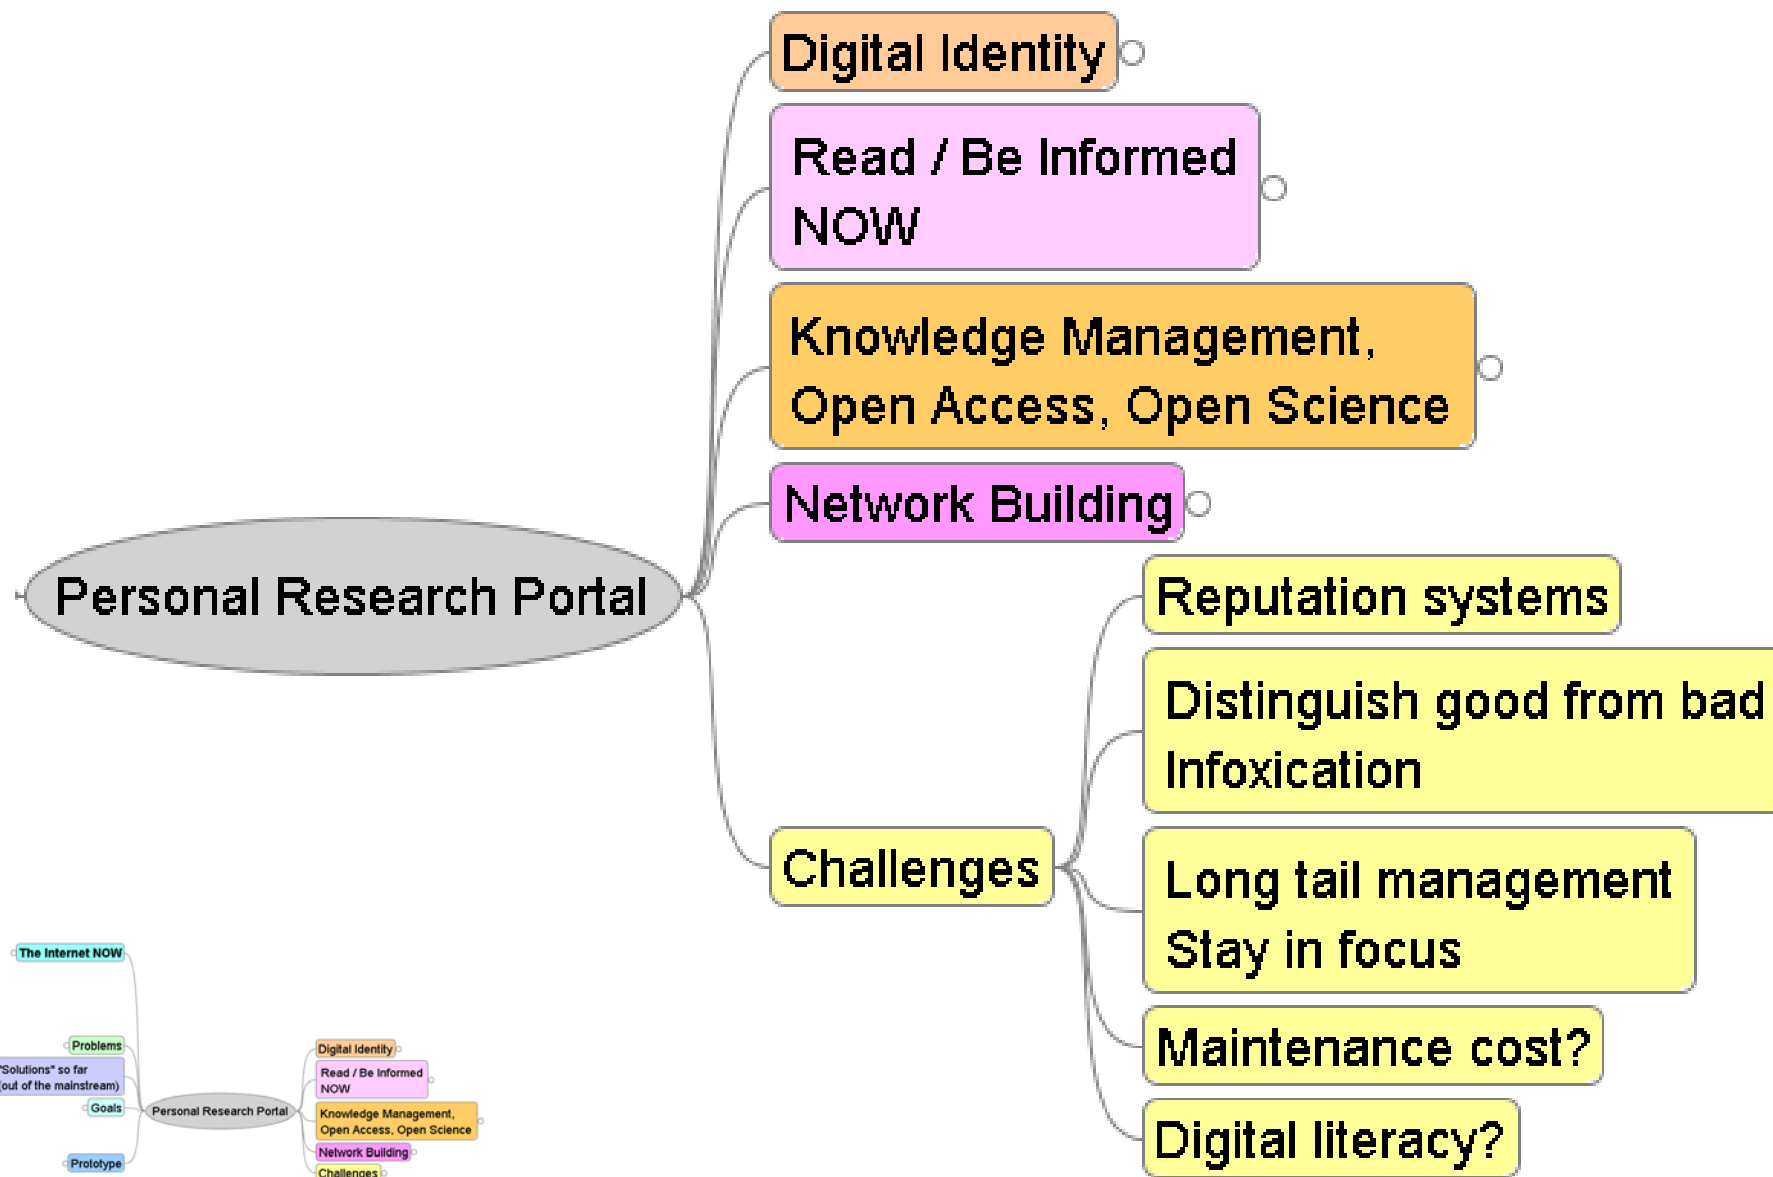 Digital Identity
Read / Be Informed
NOW
Knowledge Management,
Open Access, Open Science
Network Building
Personal Research Portal
Challenges
Reputation systems
Distinguish good from bad
Infoxication
Long tail management
Stay in focus
Maintenance cost?
Digital literacy?
The Internet NOW
Problems
"Solutions" so far
(out of the mainstream)
Goals
Prototype
Personal Research Portal
Digital Identity
Read / Be Informed
NOW
Knowledge Management,
Open Access, Open Science
Network Building
Challenges